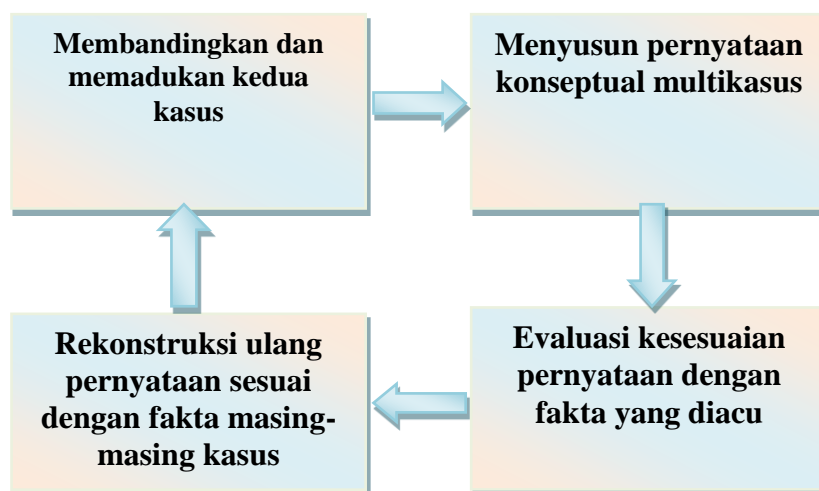 Membandingkan dan
memadukan kedua
kasus
Menyusun pernyataan
konseptual multikasus
Evaluasi kesesuaian
pernyataan dengan
fakta yang diacu
Rekonstruksi ulang
pernyataan sesuai
dengan fakta masing-
masing kasus